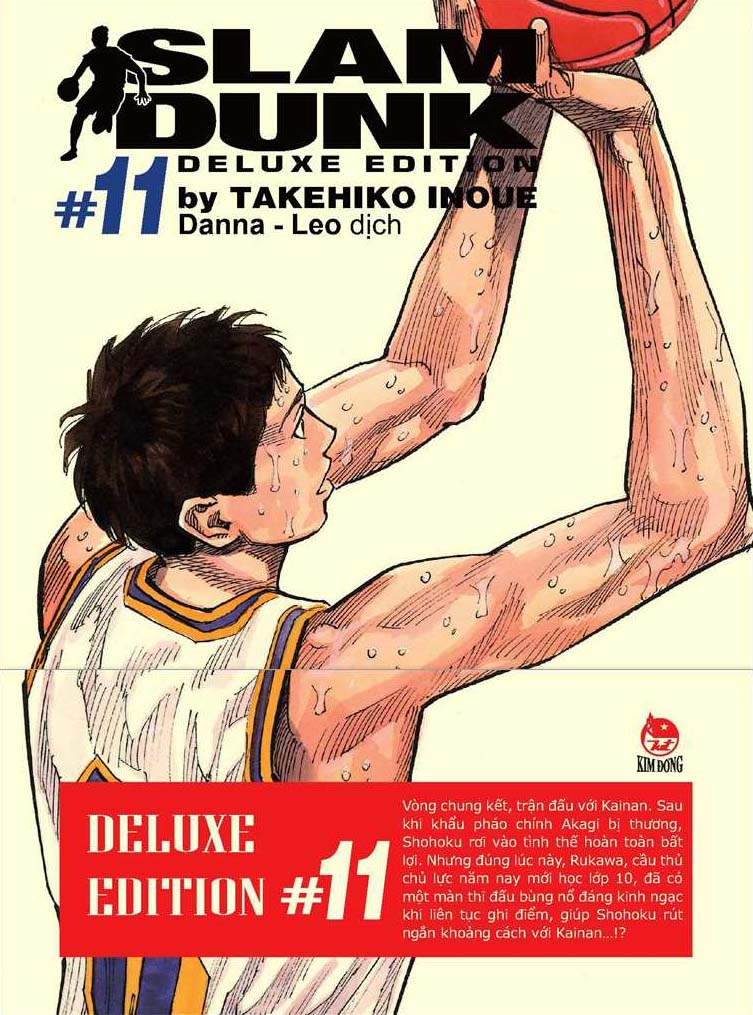 SLAM
DUNK
DELUXE EDITION
#11
by TAKEHIKO INOUE
Danna - Leo dịch
KIM ĐỒNG
DELUXE
EDITION #11
Vòng chung kết, trận đấu với Kainan. Sau
khi khẩu pháo chính Akagi bị thương,
Shohoku rơi vào tình thế hoàn toàn bất
lợi. Nhưng đúng lúc này, Rukawa, cầu thủ
chủ lực năm nay mới học lớp 10, đã có
một màn thi đấu bùng nổ đáng kinh ngạc
khi liên tục ghi điểm, giúp Shohoku rút
ngắn khoảng cách với Kainan...!?